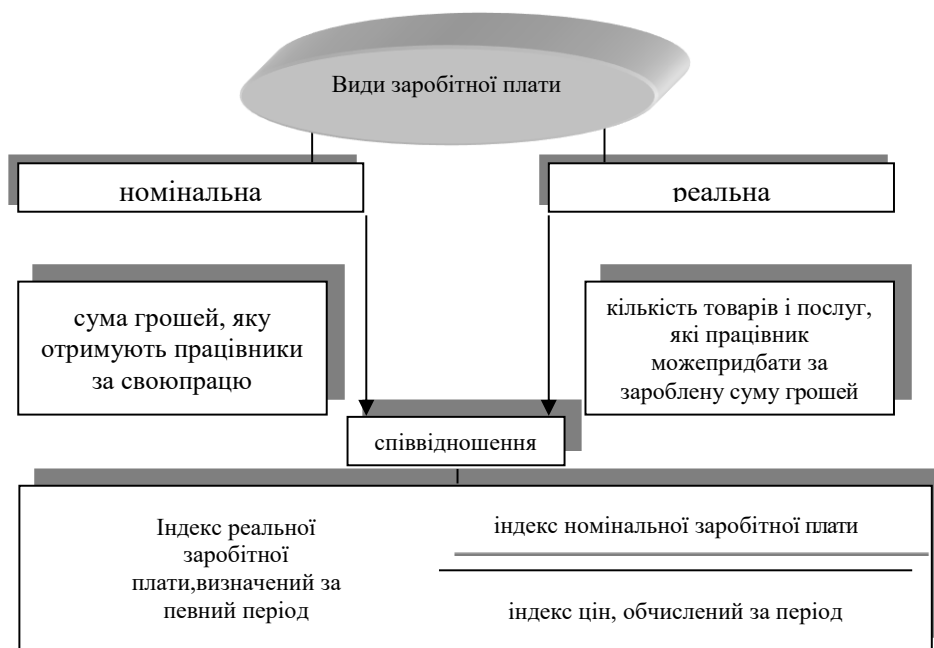 Види заробітної плати
номінальна
реальна
сума грошей, яку
отримують працівники
за своюпрацю
кількість товарів і послуг,
які працівник
можепридбати за
зароблену суму грошей
співвідношення
Індекс реальної
заробітної
плати,визначений за
певний період
індекс номінальної заробітної плати
індекс цін, обчислений за період